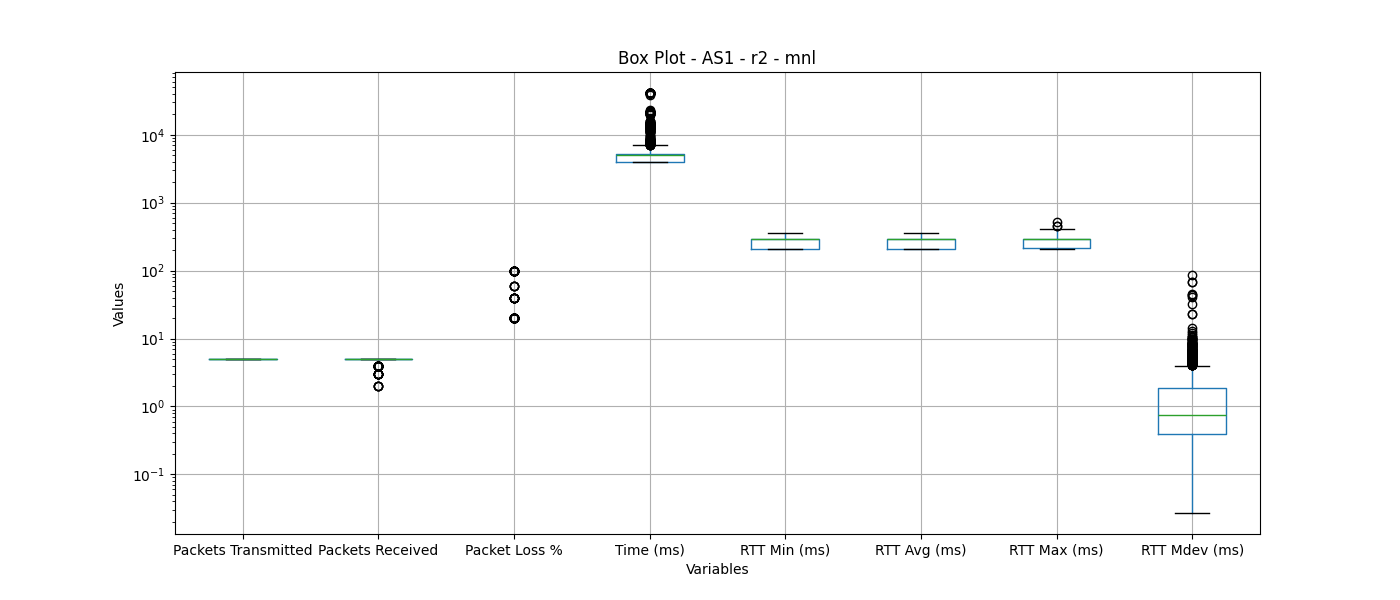 Box Plot - AS1 - r2 - mnl
Values
10^4
10^3
10^2
10^1
10^0
10^−1
Packets Transmitted Packets Received Packet Loss % Time (ms) RTT Min (ms) RTT Avg (ms) RTT Max (ms) RTT Mdev (ms)
Variables